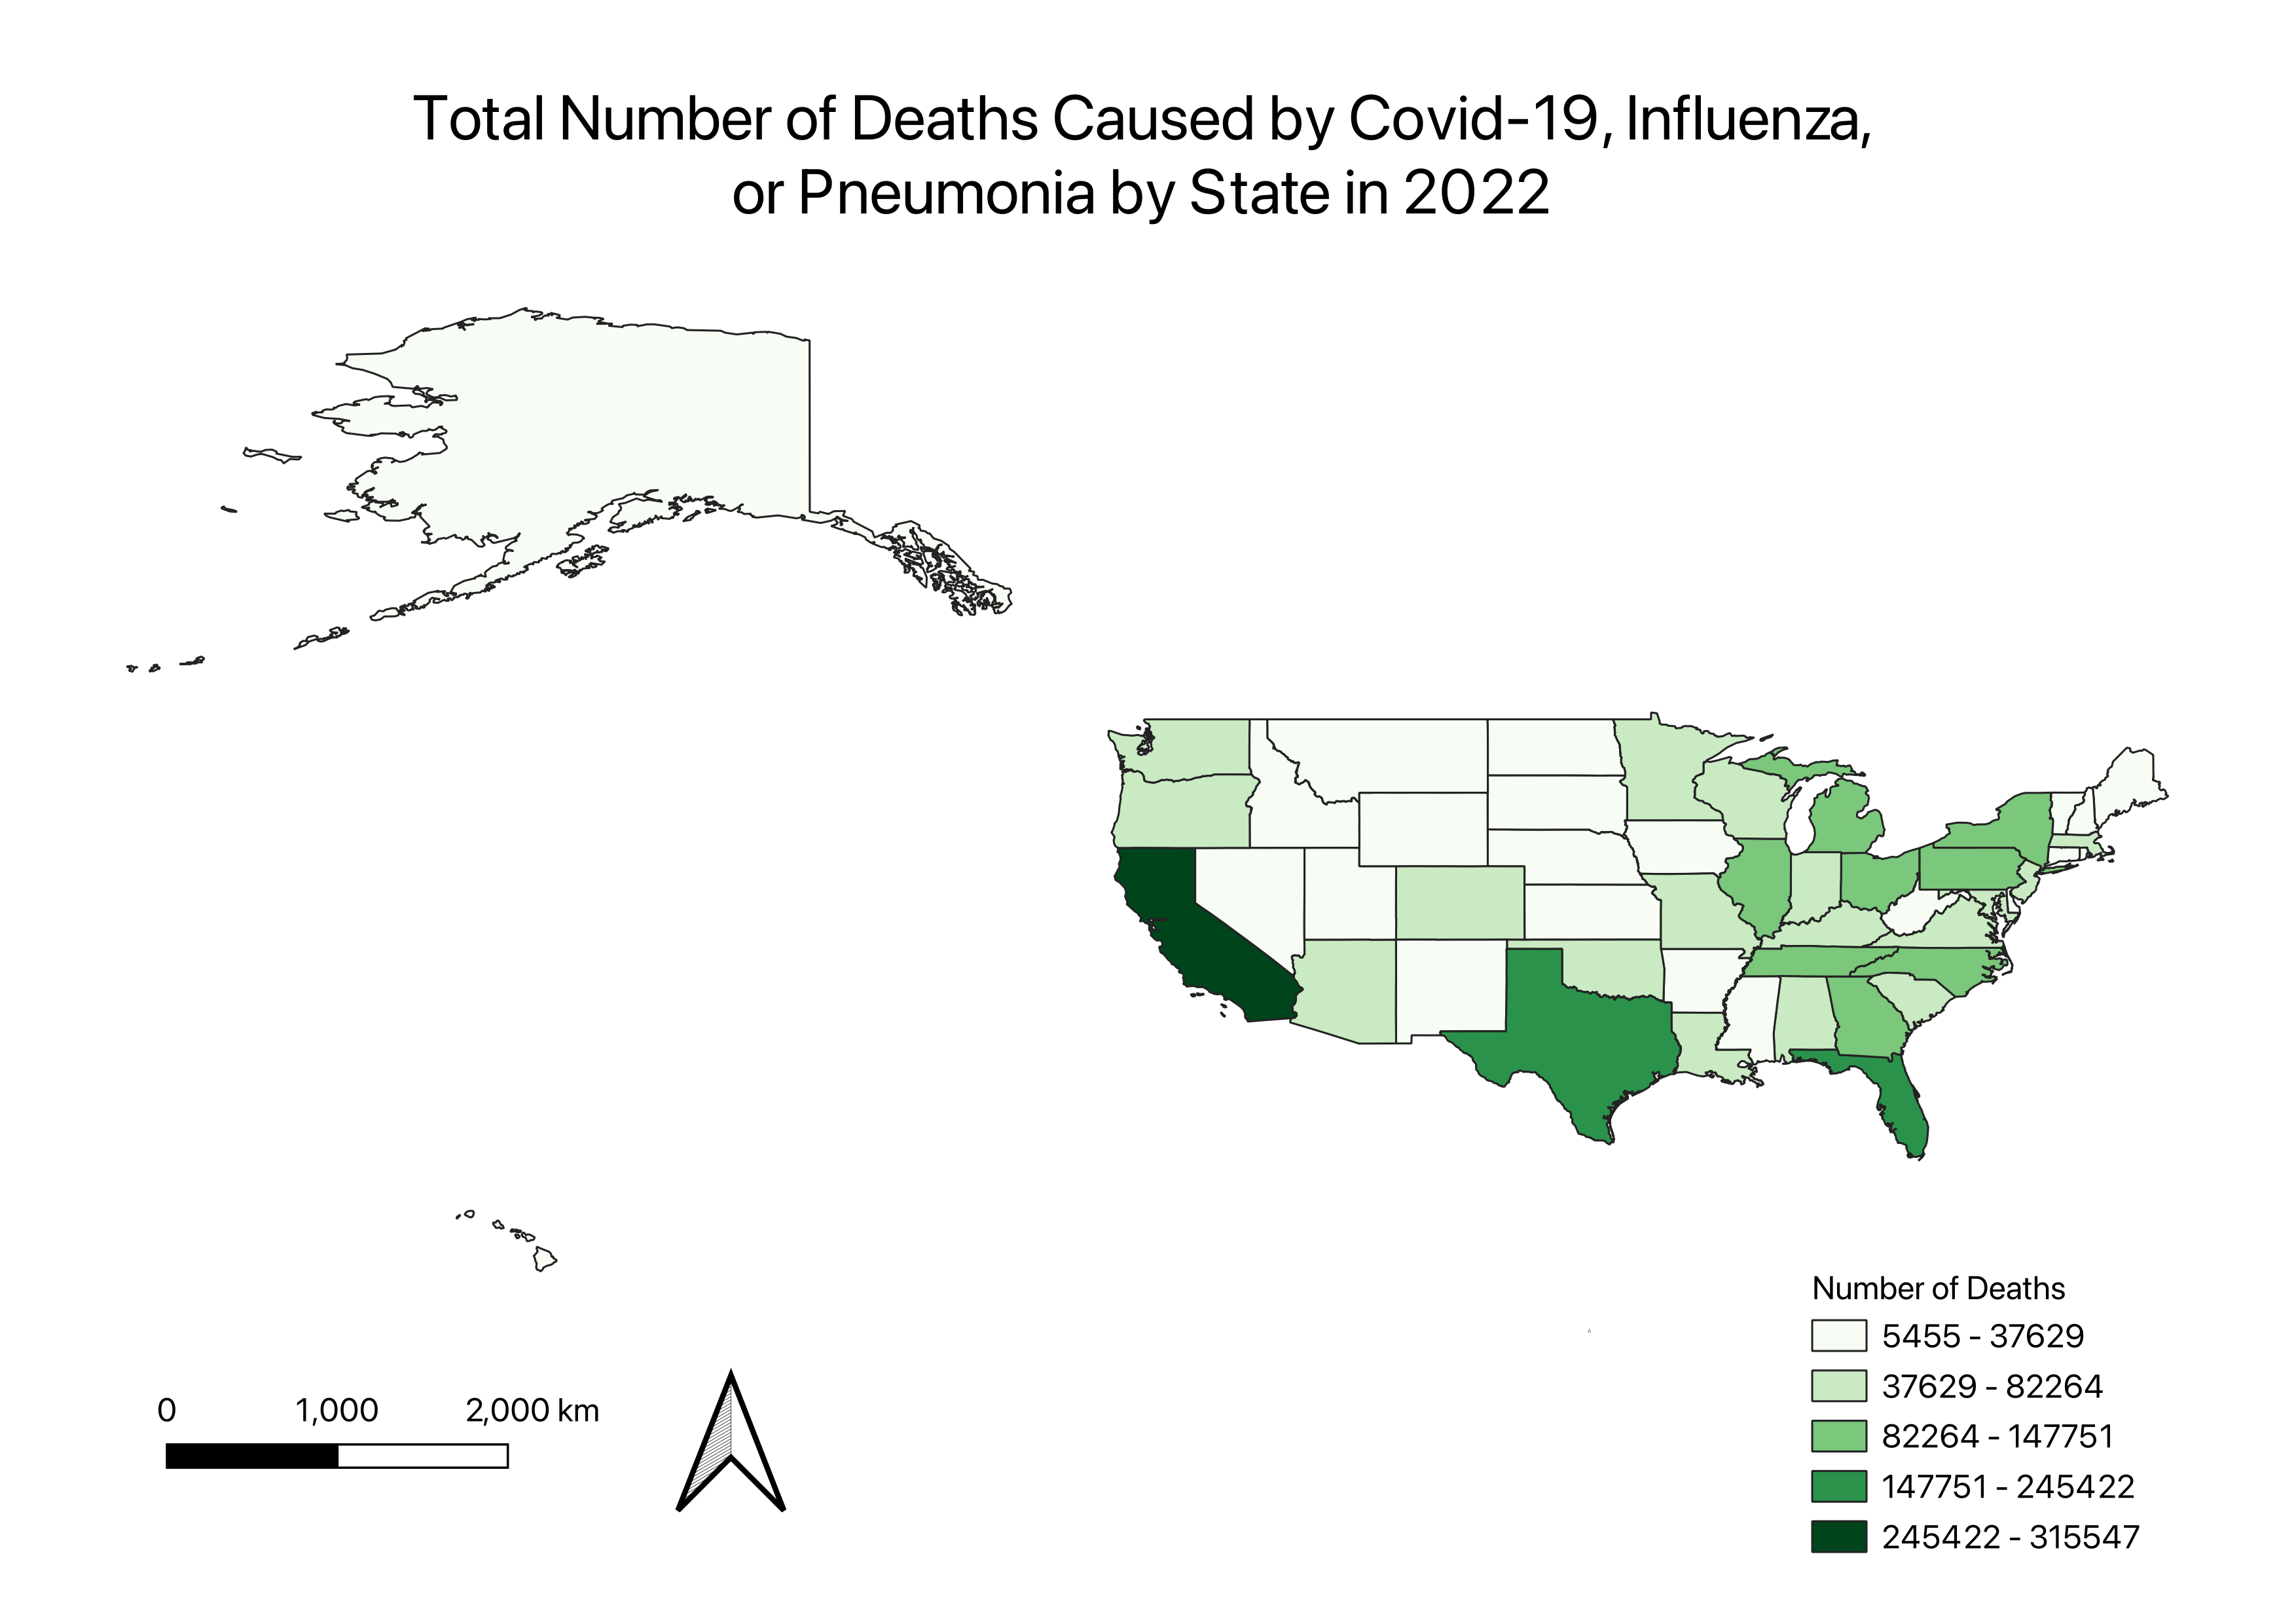 Total Number of Deaths Caused by Covid-19, Influenza,
or Pneumonia by State in 2022
Number of Deaths
5455 - 37629
37629 - 82264
82264 - 147751
147751 - 245422
245422 - 315547
0 1,000 2,000 km